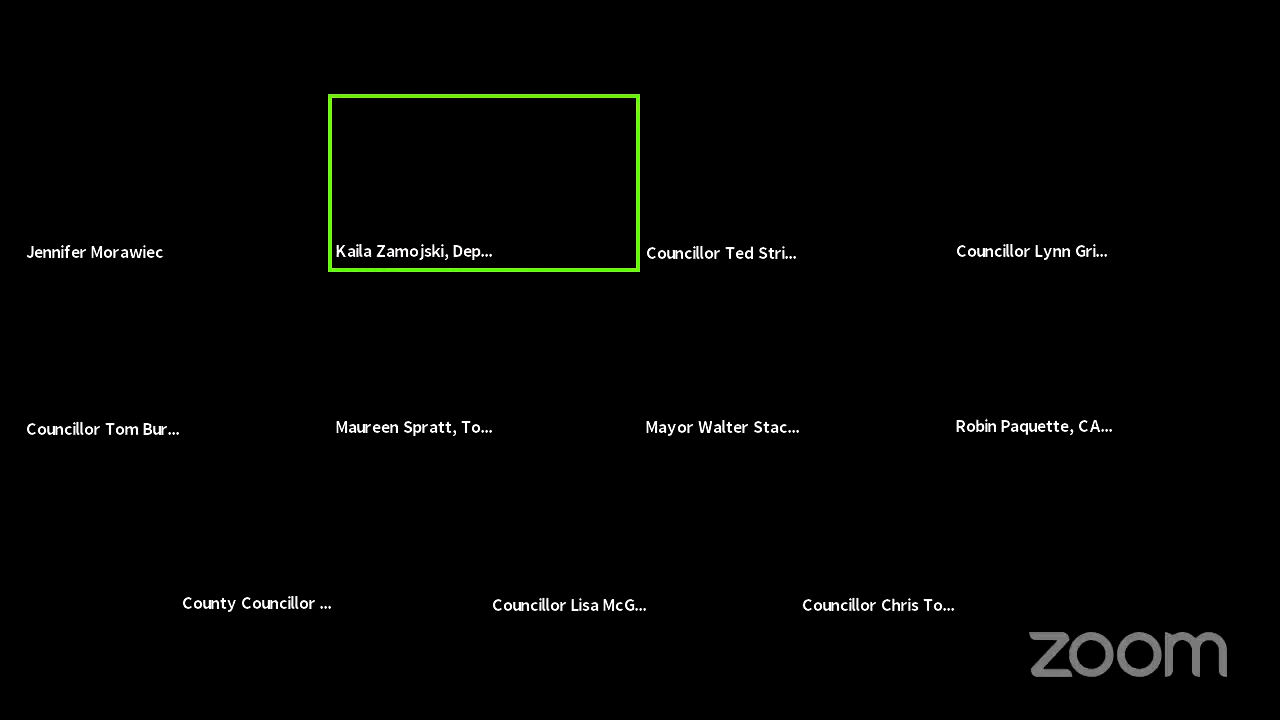 Jennifer Morawiec
Kaila Zamojski, Dep...
Councillor Ted Stri...
Councillor Lynn Gri...
Councillor Tom Bur...
Maureen Spratt, To...
Mayor Walter Stac...
Robin Paquette, CA...
County Councillor ...
Councillor Lisa McG...
Councillor Chris To...
zoom